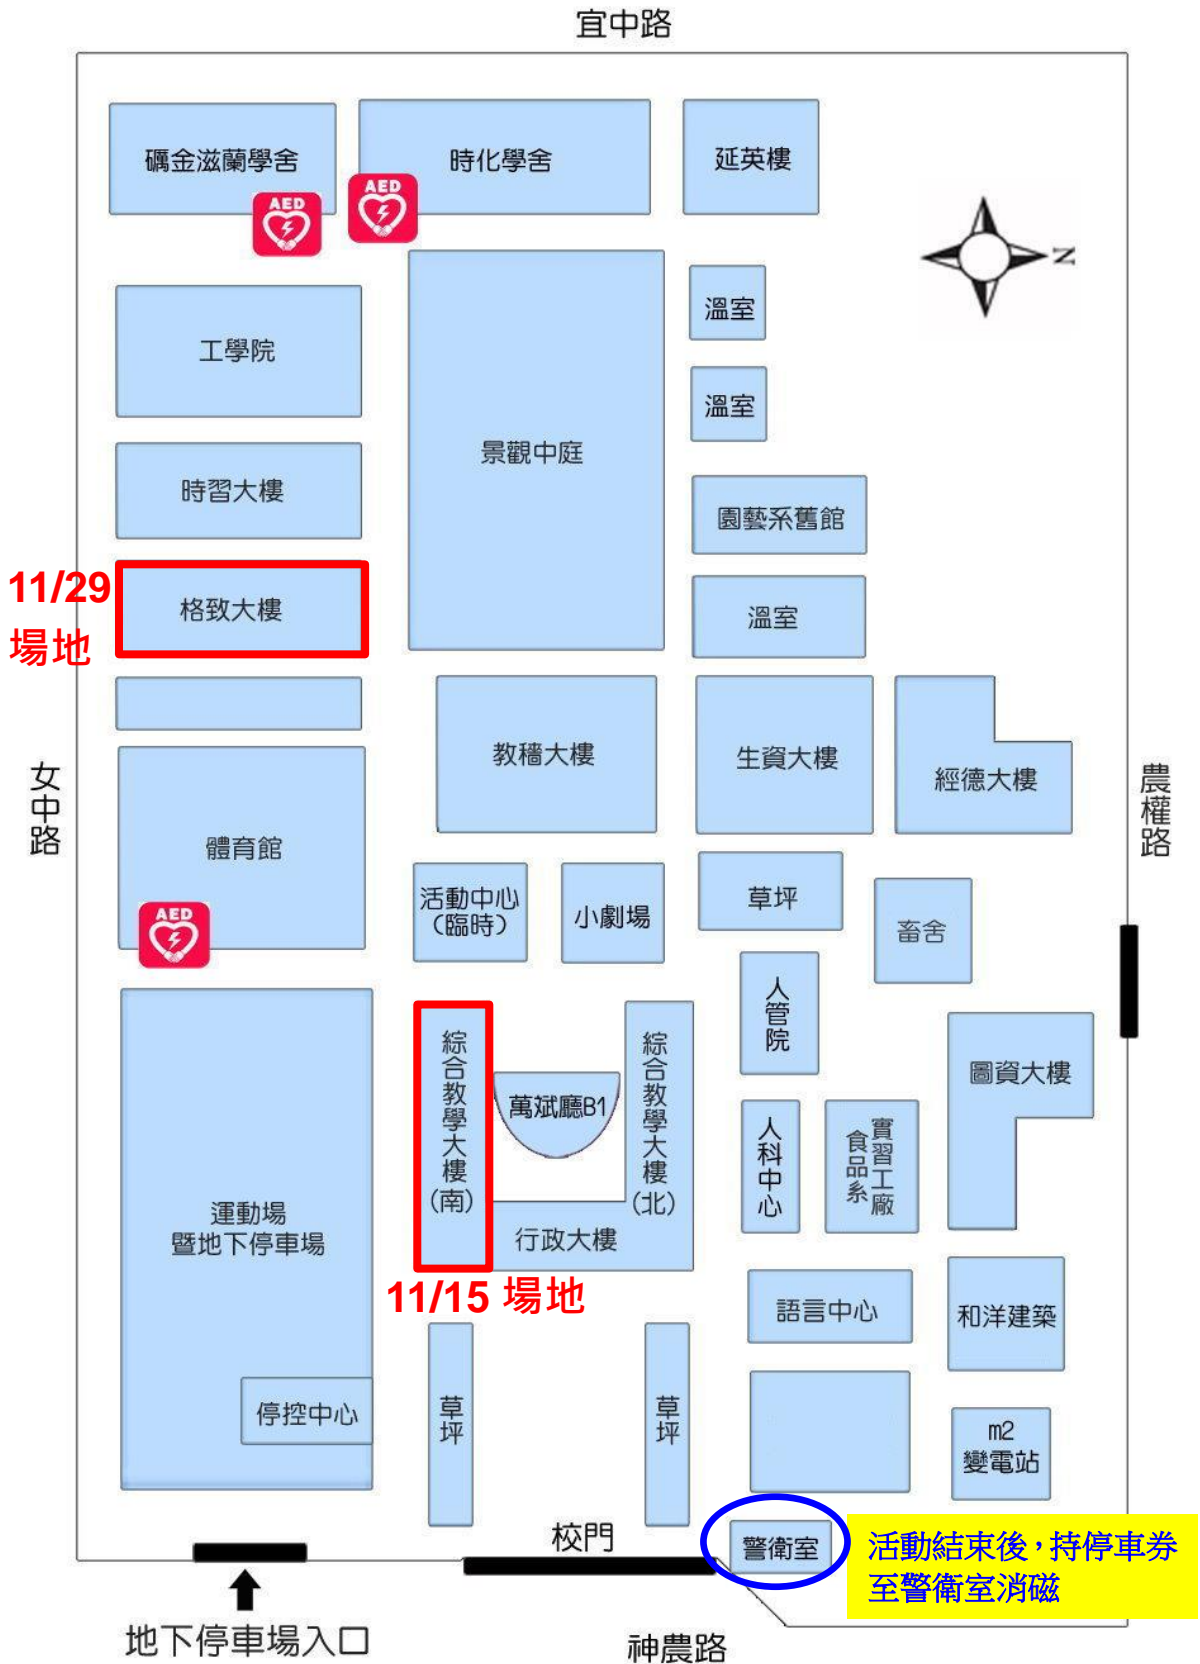 宜中路
礪金滋蘭學舍
時化學舍
延英樓
AED
AED
N
溫室
工學院
溫室
景觀中庭
時習大樓
園藝系舊館
11/29
場地
格致大樓
溫室
教穡大樓
生資大樓
經德大樓
女中路
農權路
體育館
活動中心
（臨時）
小劇場
草坪
畜舍
AED
人管院
綜合教學大樓(南)
萬斌廳B1
綜合教學大樓(北)
圖資大樓
人科中心
實習工廠
食品系
運動場
暨地下停車場
行政大樓
11/15 場地
語言中心
和洋建築
停控中心
草坪
草坪
m2
變電站
校門
警衛室
活動結束後，持停車券
至警衛室消磁
地下停車場入口
神農路